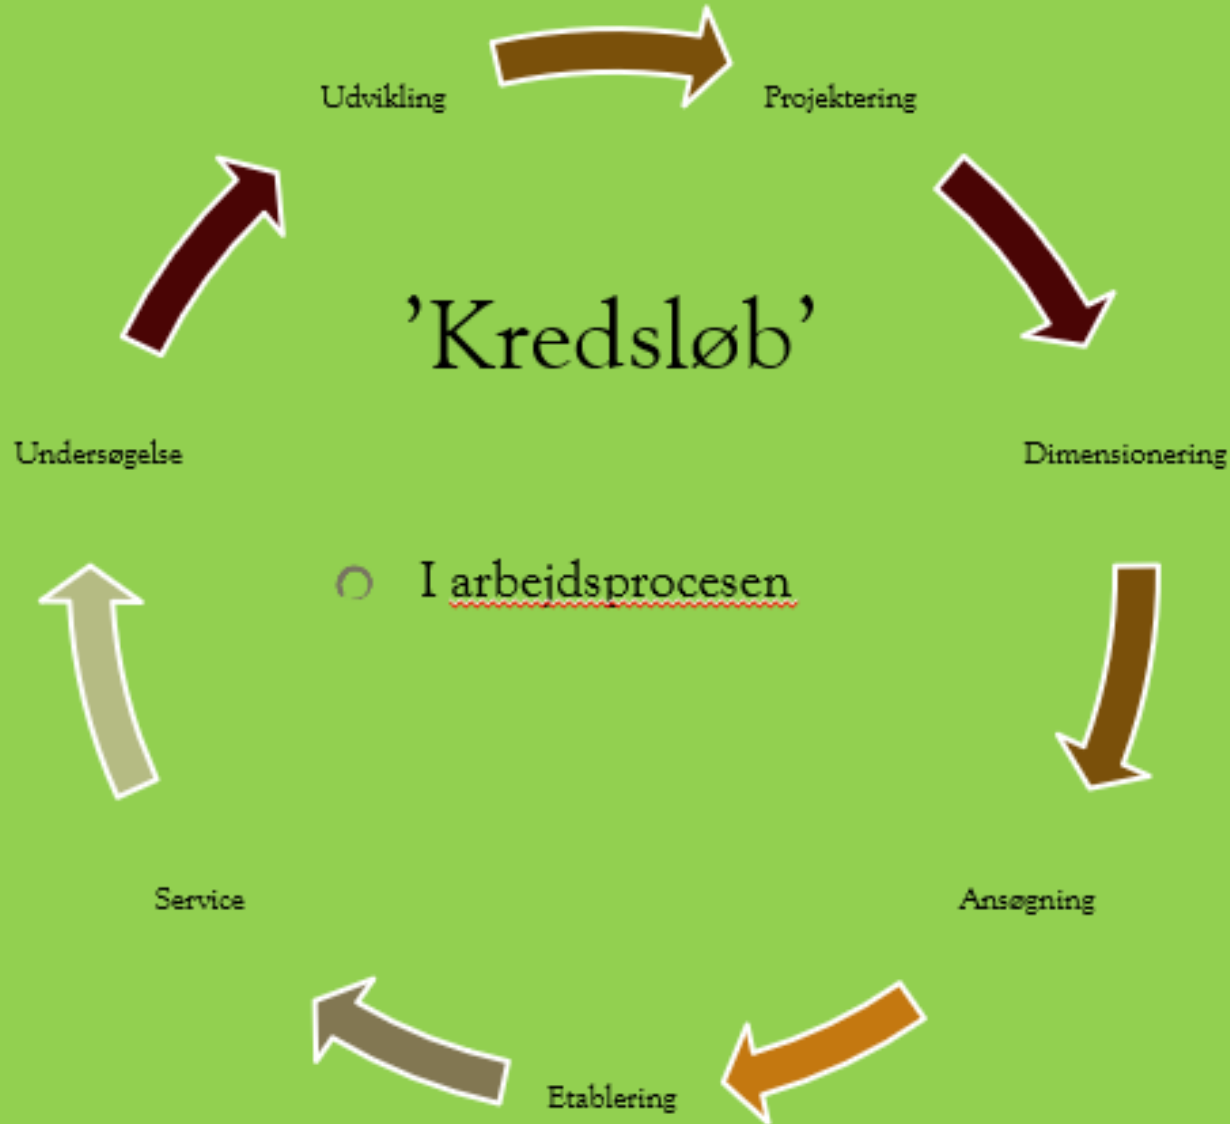 Udvikling
Projektering
’Kredsløb’
Undersøgelse
Dimensionering
I arbejdsprocesen
Service
Ansøgning
Etablering